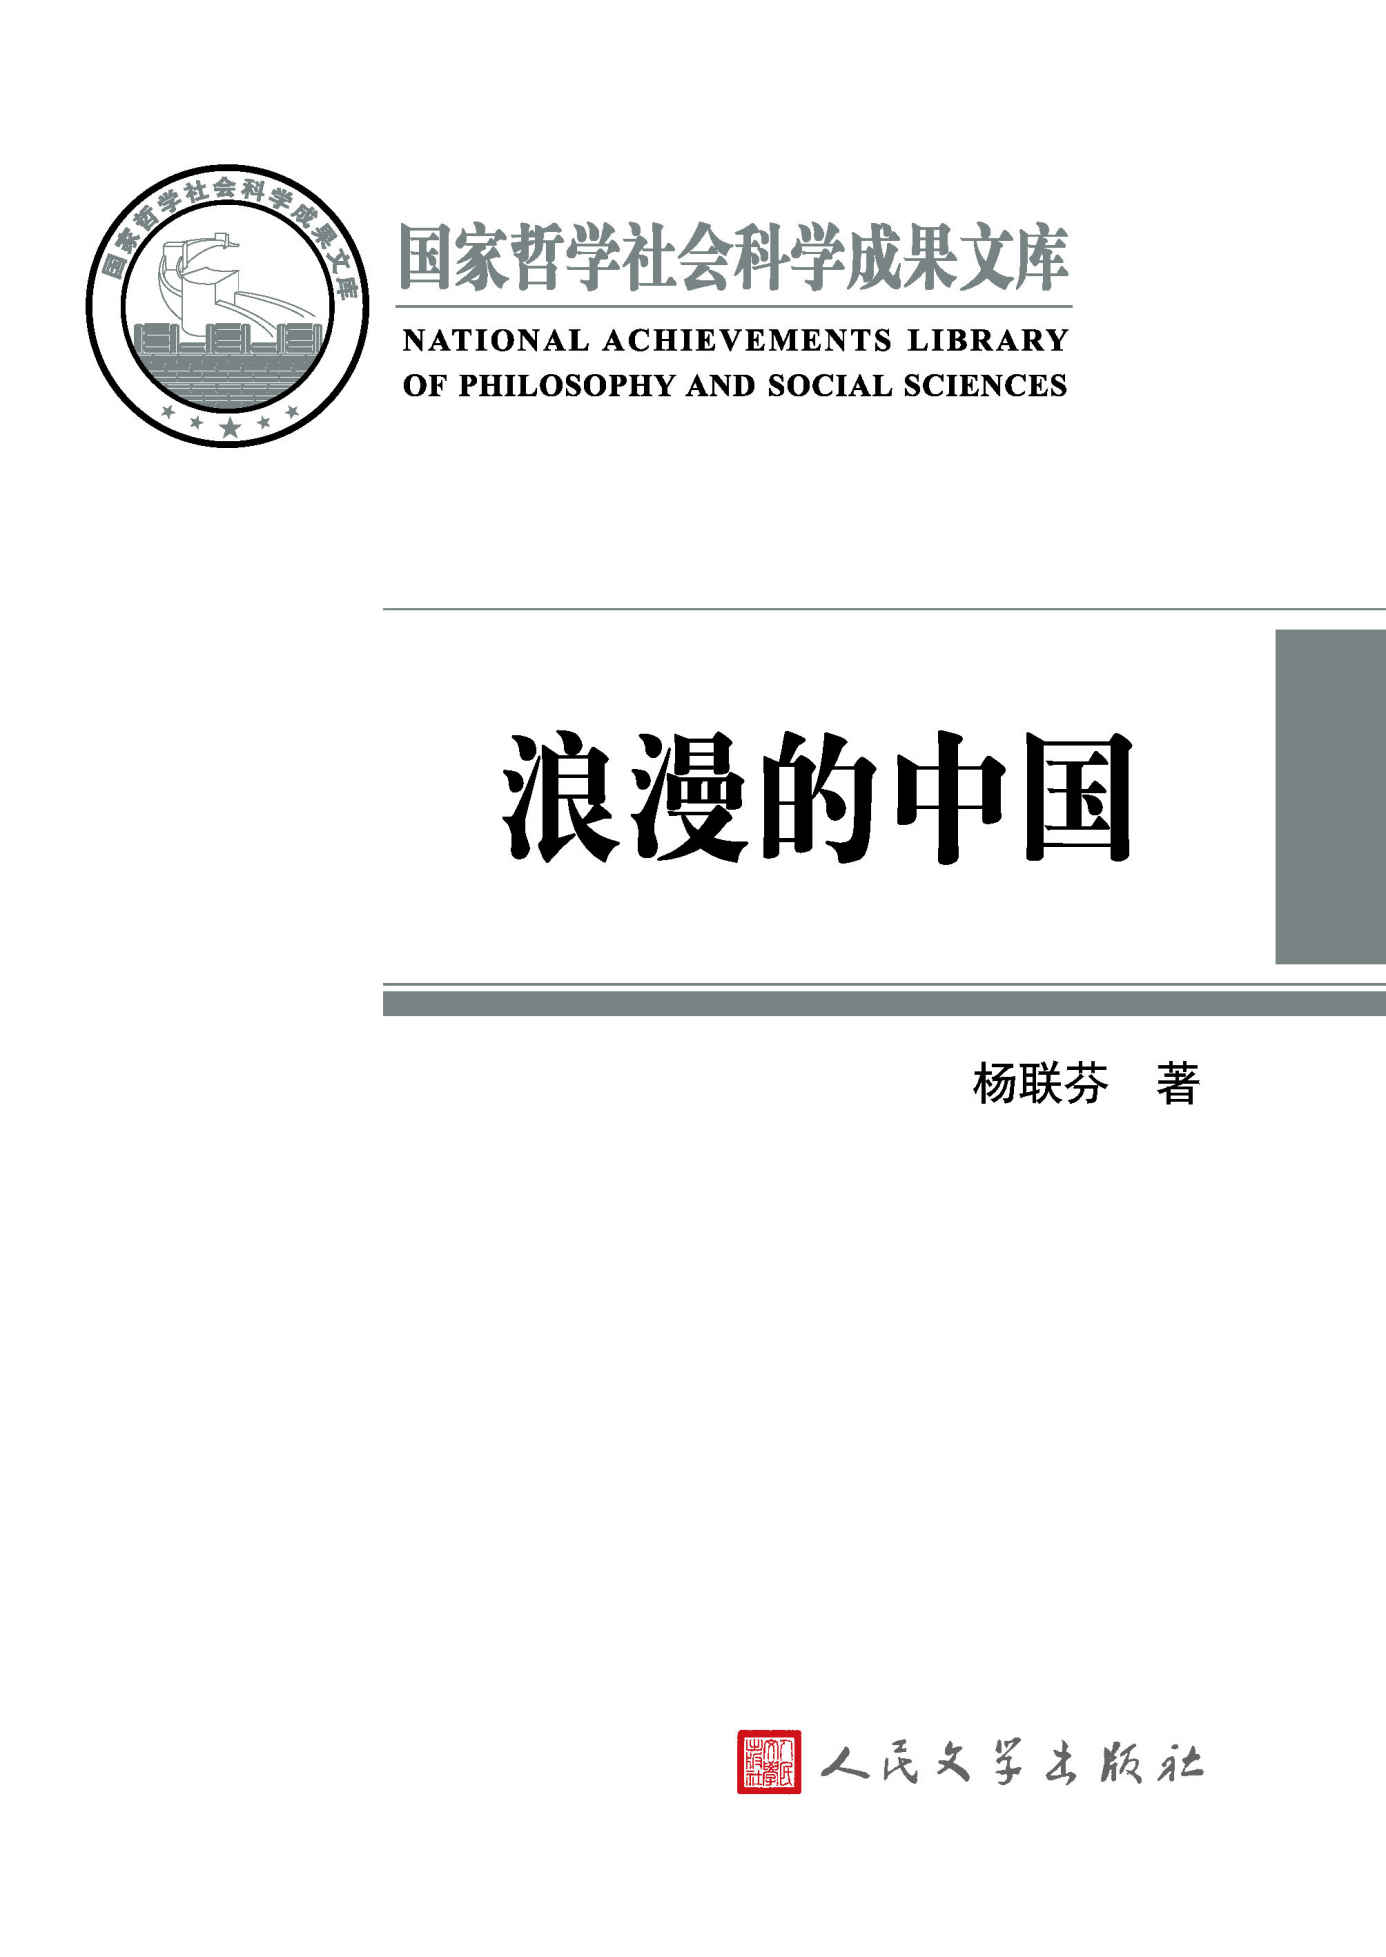 国家哲学社会科学成果文库
国家哲学社会科学成果文库
NATIONAL ACHIEVEMENTS LIBRARY
OF PHILOSOPHY AND SOCIAL SCIENCES
浪漫的中国
杨联芬 著
人民文学出版社
人民文學出版社